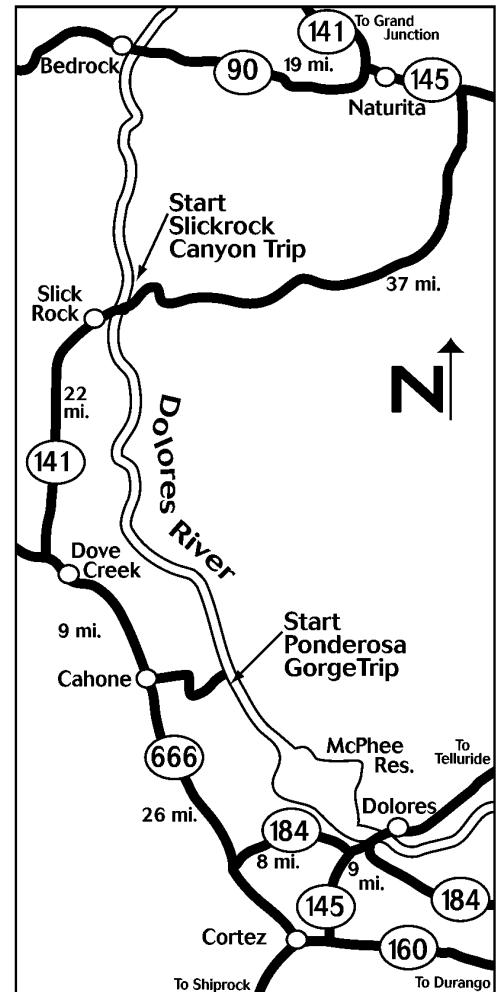 141
To Grand
Junction
Bedrock
90
19 mi.
145
Naturita
Start
Slickrock
Canyon Trip
37 mi.
Slick
Rock
N
22
mi.
Dolores River
141
Dove
Creek
9 mi.
Start
Ponderosa
GorgeTrip
Cahone
666
McPhee
Res.
To
Telluride
26 mi.
Dolores
184
8 mi.
9
mi.
184
145
Cortez
160
To Shiprock
To Durango